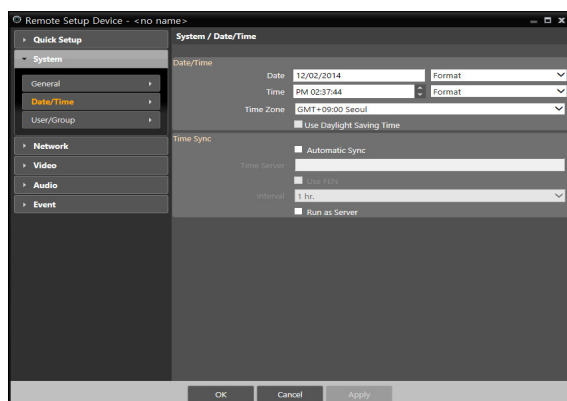 Remote Setup Device - <no name>
Quick Setup
System
General
Date/Time
User/Group
Network
Video
Audio
Event
System / Date/Time
Date/Time
Date 12/02/2014 Format
Time PM 02:37:44 Format
Time Zone GMT+09:00 Seoul
Use Daylight Saving Time
Time Sync
Automatic Sync
Time Server
Use FEN
Interval 1 hr.
Run as Server
OK Cancel Apply